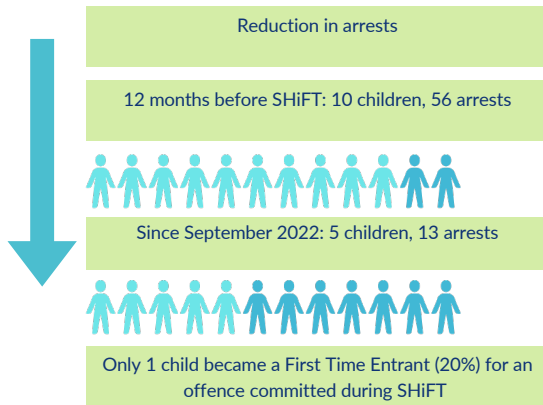 Reduction in arrests
12 months before SHiFT: 10 children, 56 arrests
Since September 2022: 5 children, 13 arrests
Only 1 child became a First Time Entrant (20%) for an
offence committed during SHiFT